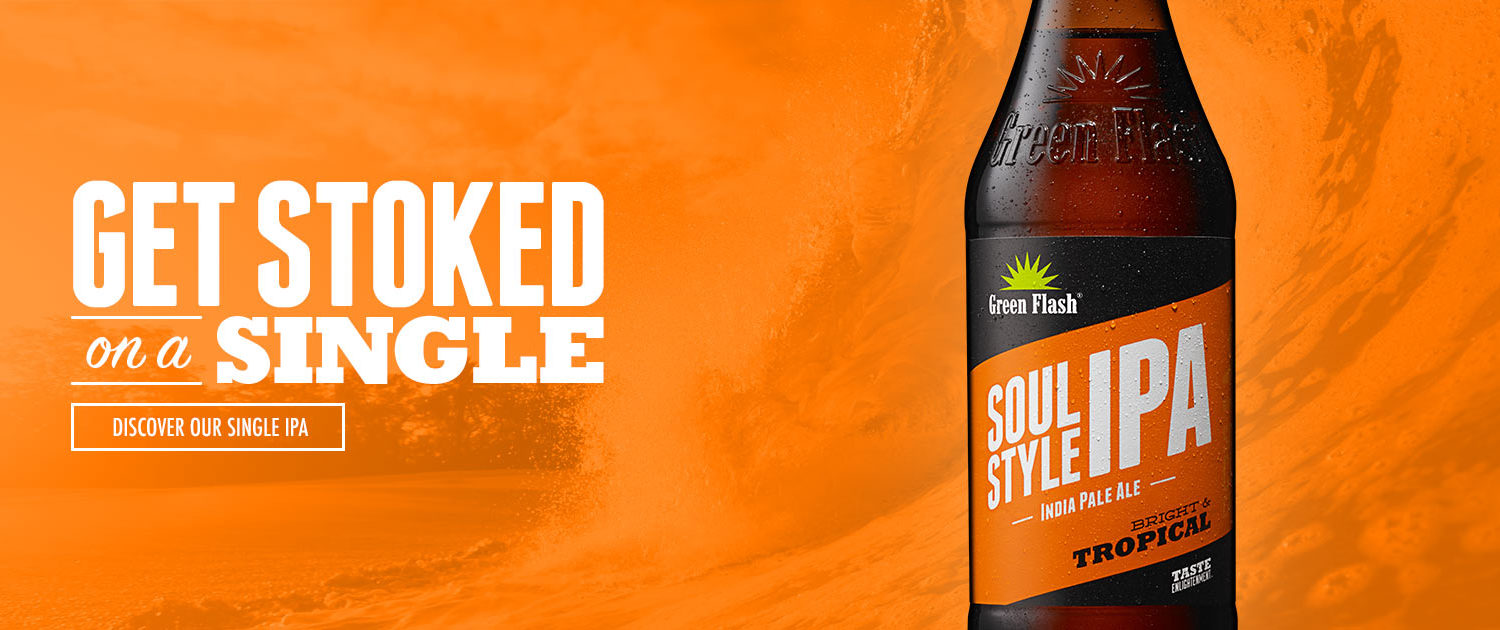 GET STOKED
on a SINGLE
DISCOVER OUR SINGLE IPA
Green Flash
Green Flash®
SOUL
STYLE
IPA
INDIA PALE ALE
BRIGHT &
TROPICAL
TASTE
ENLIGHTENMENT